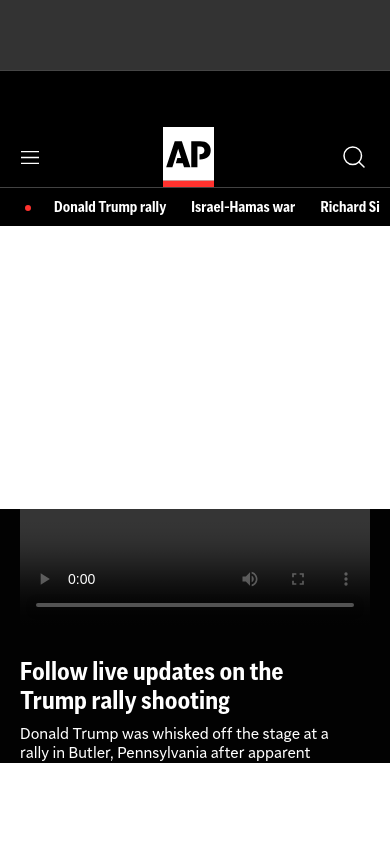 AP
Donald Trump rally Israel-Hamas war Richard Si
0:00
Follow live updates on the
Trump rally shooting
Donald Trump was whisked off the stage at a
rally in Butler, Pennsylvania after apparent